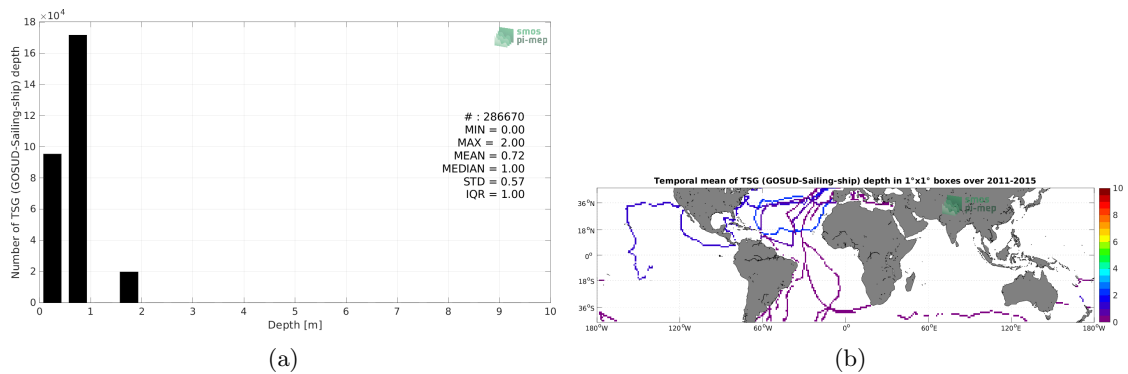 ×10⁴
18
16
14
12
10
8
6
4
2
0
Number of TSG (GOSUD-Sailing-ship) depth
smos
pi-mep
# : 286670
MIN = 0.00
MAX = 2.00
MEAN = 0.72
MEDIAN = 1.00
STD = 0.57
IQR = 1.00
0 1 2 3 4 5 6 7 8 9 10
Depth [m]
(a)
Temporal mean of TSG (GOSUD-Sailing-ship) depth in 1°x1° boxes over 2011-2015
smos
pi-mep
36°N
18°N
0°
18°S
36°S
180°W 120°W 60°W 0° 60°E 120°E 180°W
10
8
6
4
2
0
(b)